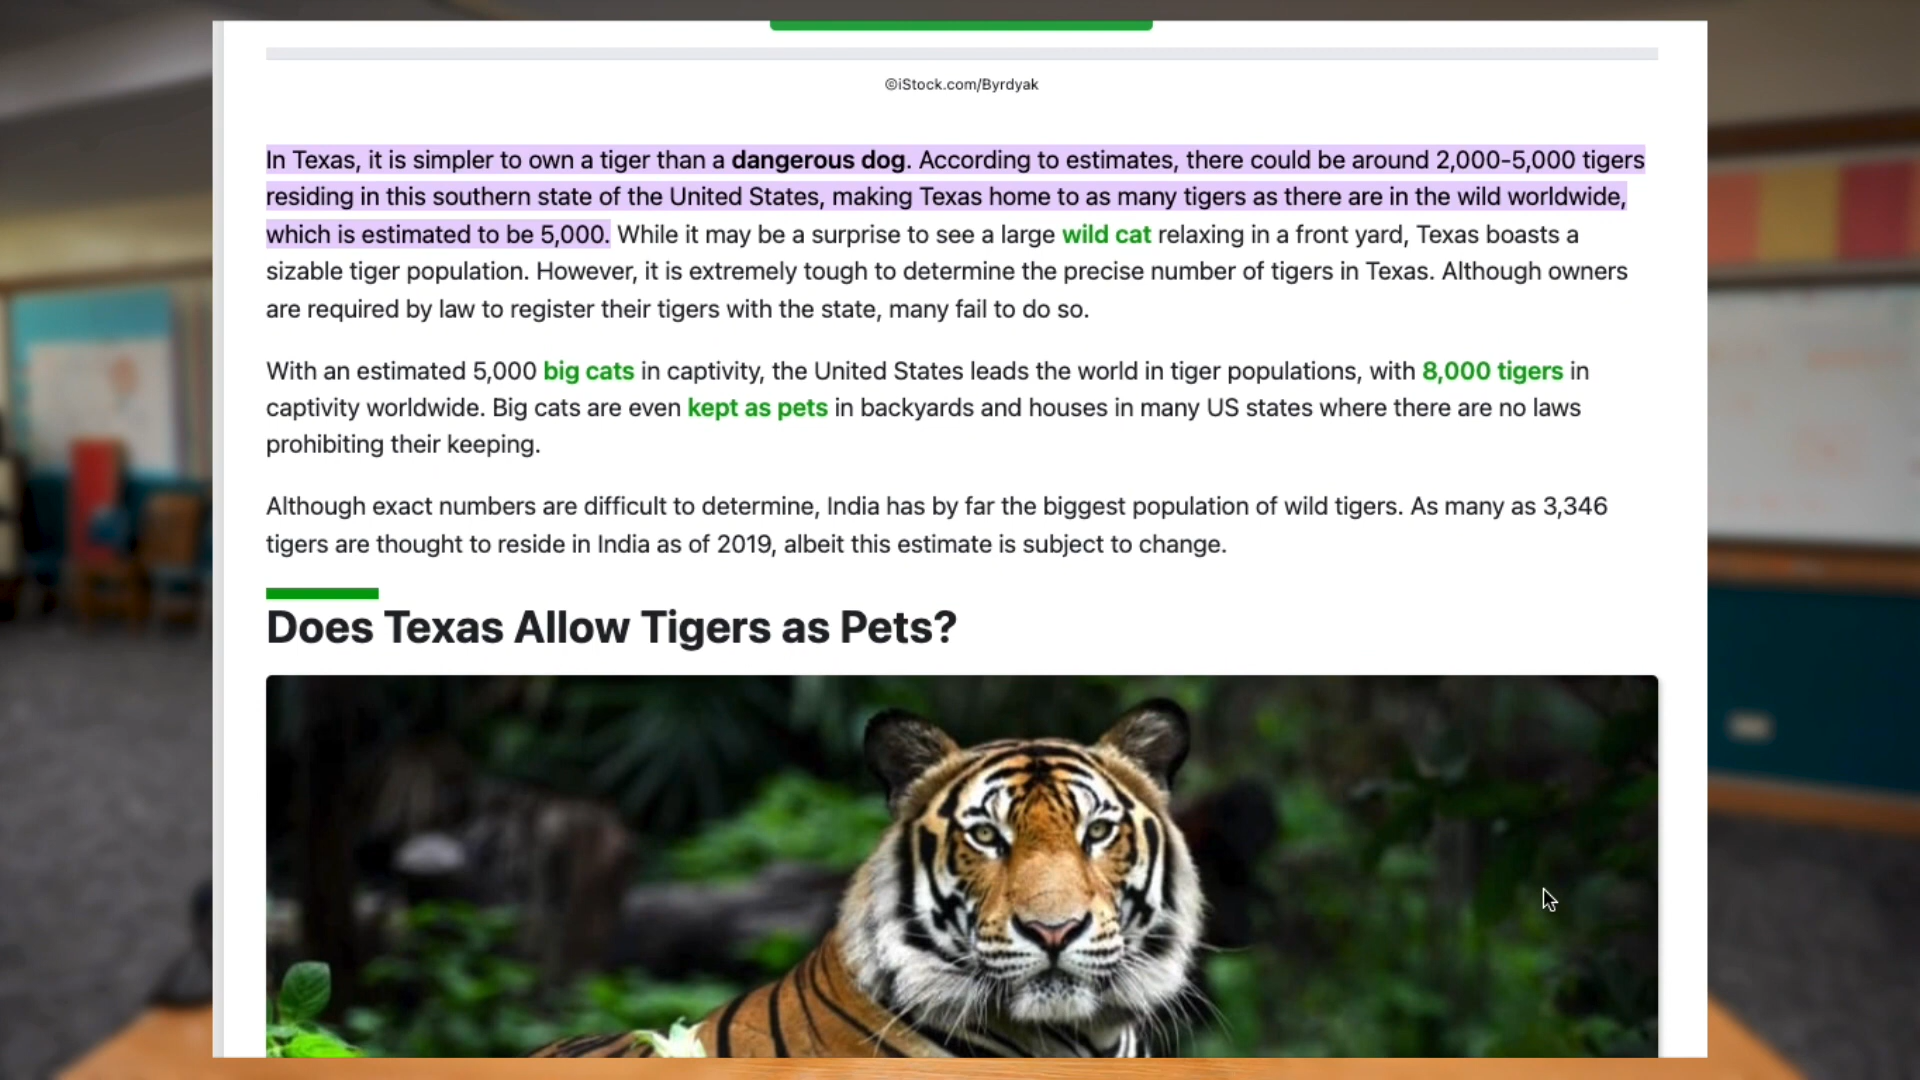 ©iStock.com/Byrdyak
In Texas, it is simpler to own a tiger than a dangerous dog. According to estimates, there could be around 2,000-5,000 tigers
residing in this southern state of the United States, making Texas home to as many tigers as there are in the wild worldwide,
which is estimated to be 5,000. While it may be a surprise to see a large wild cat relaxing in a front yard, Texas boasts a
sizable tiger population. However, it is extremely tough to determine the precise number of tigers in Texas. Although owners
are required by law to register their tigers with the state, many fail to do so.
With an estimated 5,000 big cats in captivity, the United States leads the world in tiger populations, with 8,000 tigers in
captivity worldwide. Big cats are even kept as pets in backyards and houses in many US states where there are no laws
prohibiting their keeping.
Although exact numbers are difficult to determine, India has by far the biggest population of wild tigers. As many as 3,346
tigers are thought to reside in India as of 2019, albeit this estimate is subject to change.
Does Texas Allow Tigers as Pets?